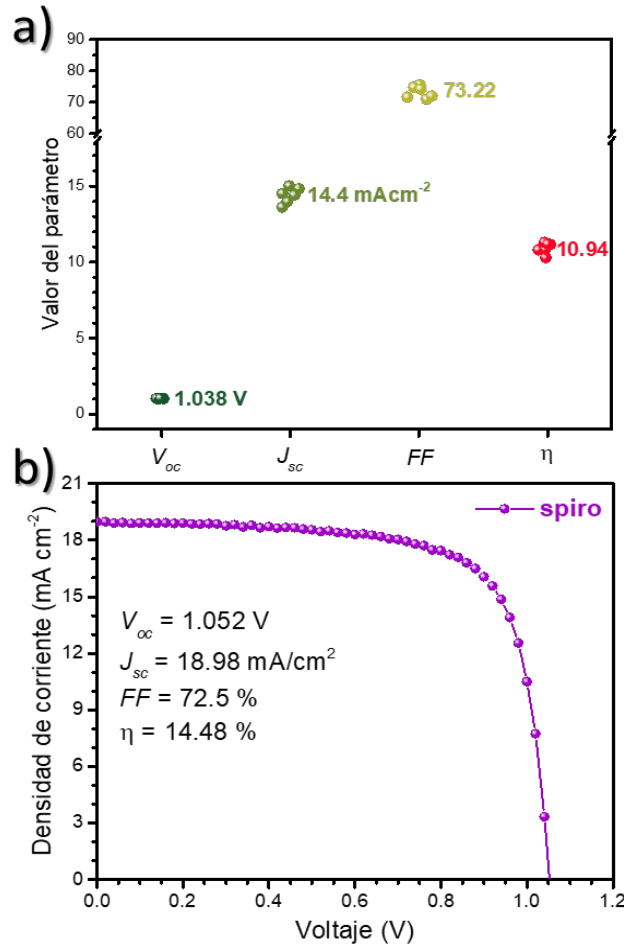 a)
Valor del parámetro
90
80
70
60
15
10
5
0
73.22
14.4 mAcm⁻²
10.94
1.038 V
Voc
Jsc
FF
η
b)
Densidad de corriente (mA cm⁻²)
21
18
15
12
9
6
3
0
spiro
Voc = 1.052 V
Jsc = 18.98 mA/cm²
FF = 72.5 %
η = 14.48 %
0.0 0.2 0.4 0.6 0.8 1.0 1.2
Voltaje (V)